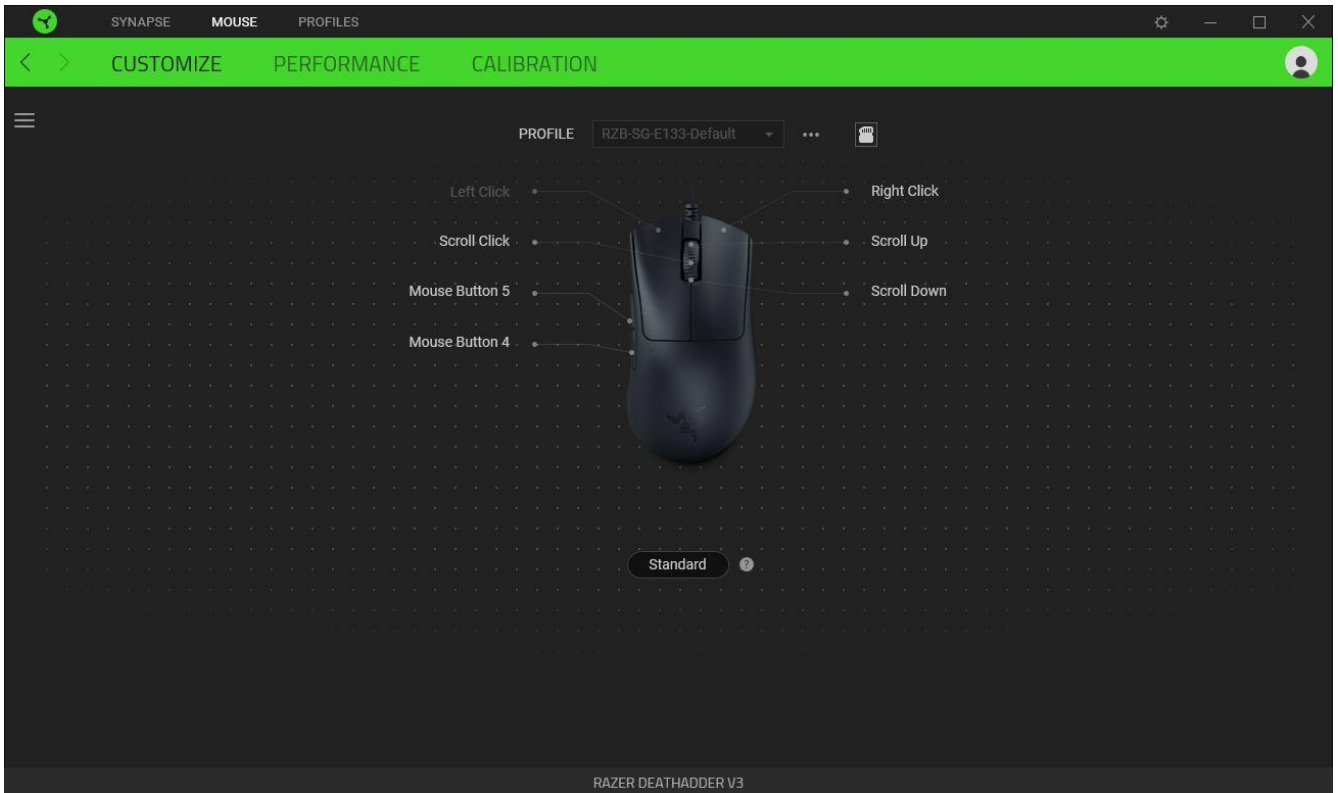 SYNAPSE MOUSE PROFILES
CUSTOMIZE PERFORMANCE CALIBRATION
PROFILE RZB-SG-E133-Default
Left Click Right Click
Scroll Click Scroll Up
Mouse Button 5 Scroll Down
Mouse Button 4
Standard ?
RAZER DEATHADDER V3